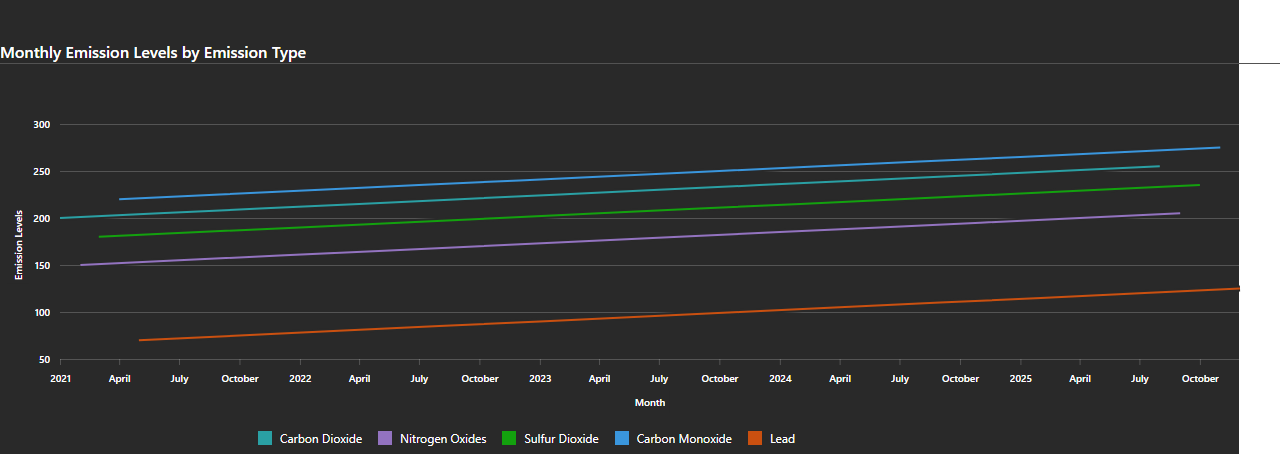 Monthly Emission Levels by Emission Type
300
250
200
150
100
50
Emission Levels
2021 April July October 2022 April July October 2023 April July October 2024 April July October 2025 April July October
Month
Carbon Dioxide Nitrogen Oxides Sulfur Dioxide Carbon Monoxide Lead